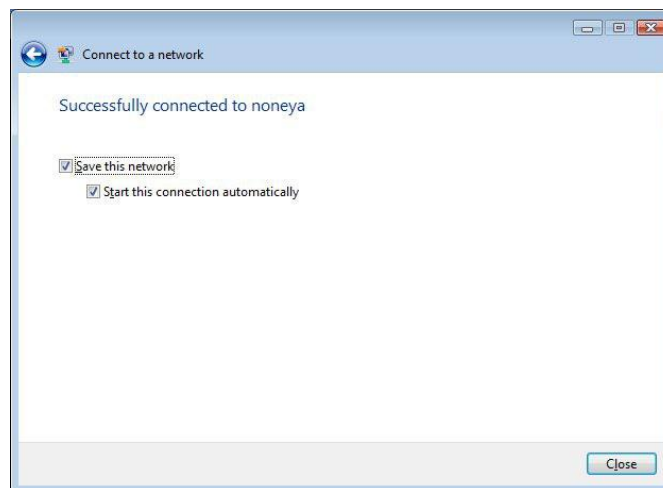 Connect to a network
Successfully connected to noneya
Save this network
Start this connection automatically
Close